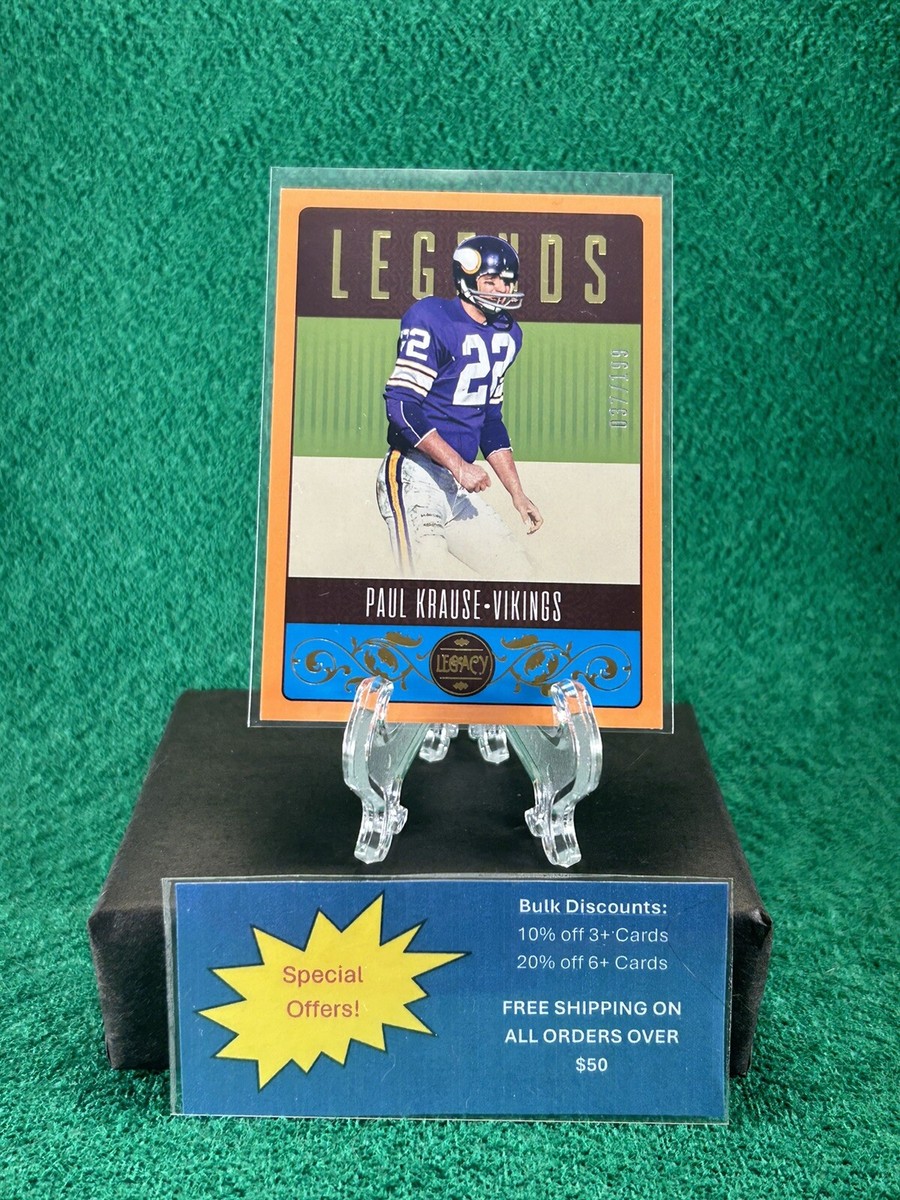 LEGENDS
22
22
037/199
PAUL KRAUSE•VIKINGS
LEGACY
Special
Offers!
Bulk Discounts:
10% off 3+ Cards
20% off 6+ Cards
FREE SHIPPING ON
ALL ORDERS OVER
$50